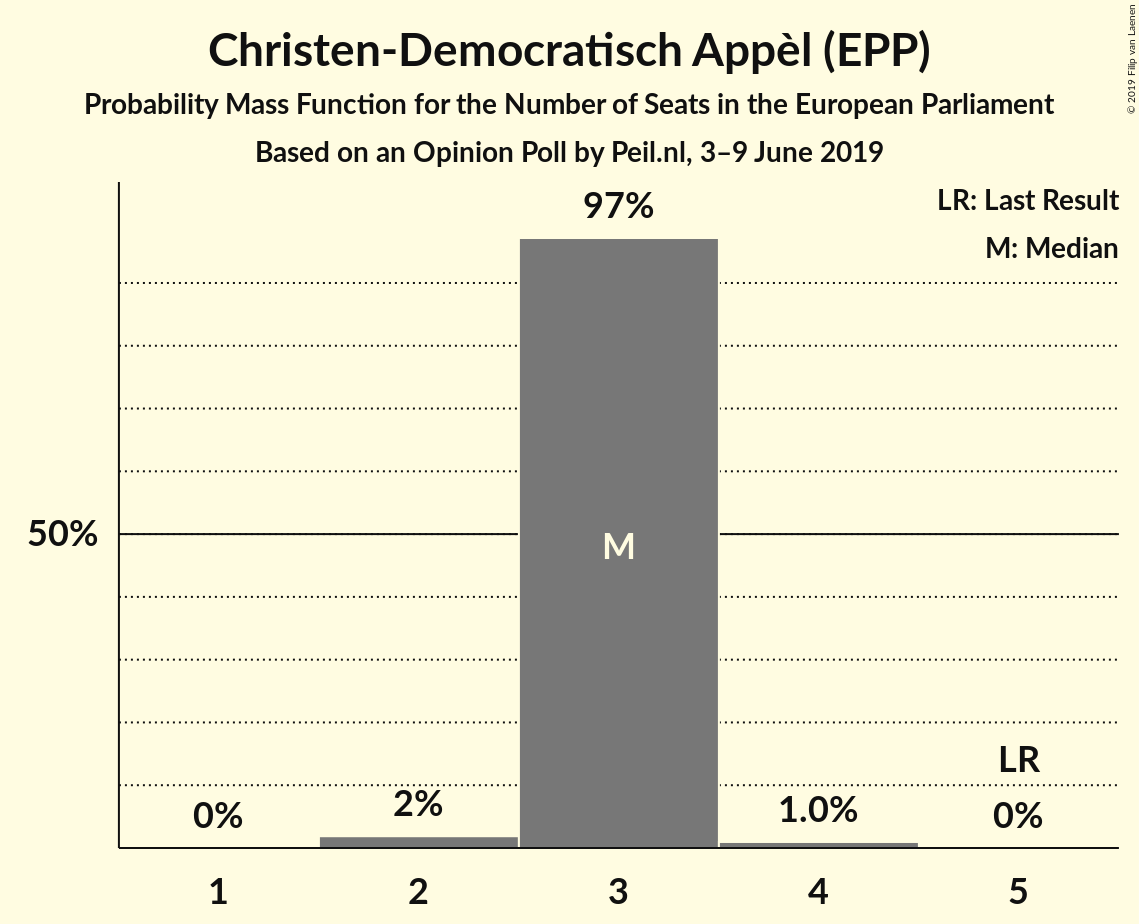 Christen-Democratisch Appèl (EPP)
Probability Mass Function for the Number of Seats in the European Parliament
Based on an Opinion Poll by Peil.nl, 3–9 June 2019
© 2019 Filip van Laenen
LR: Last Result
M: Median
97%
50%
M
LR
0%
2%
1.0%
0%
1
2
3
4
5